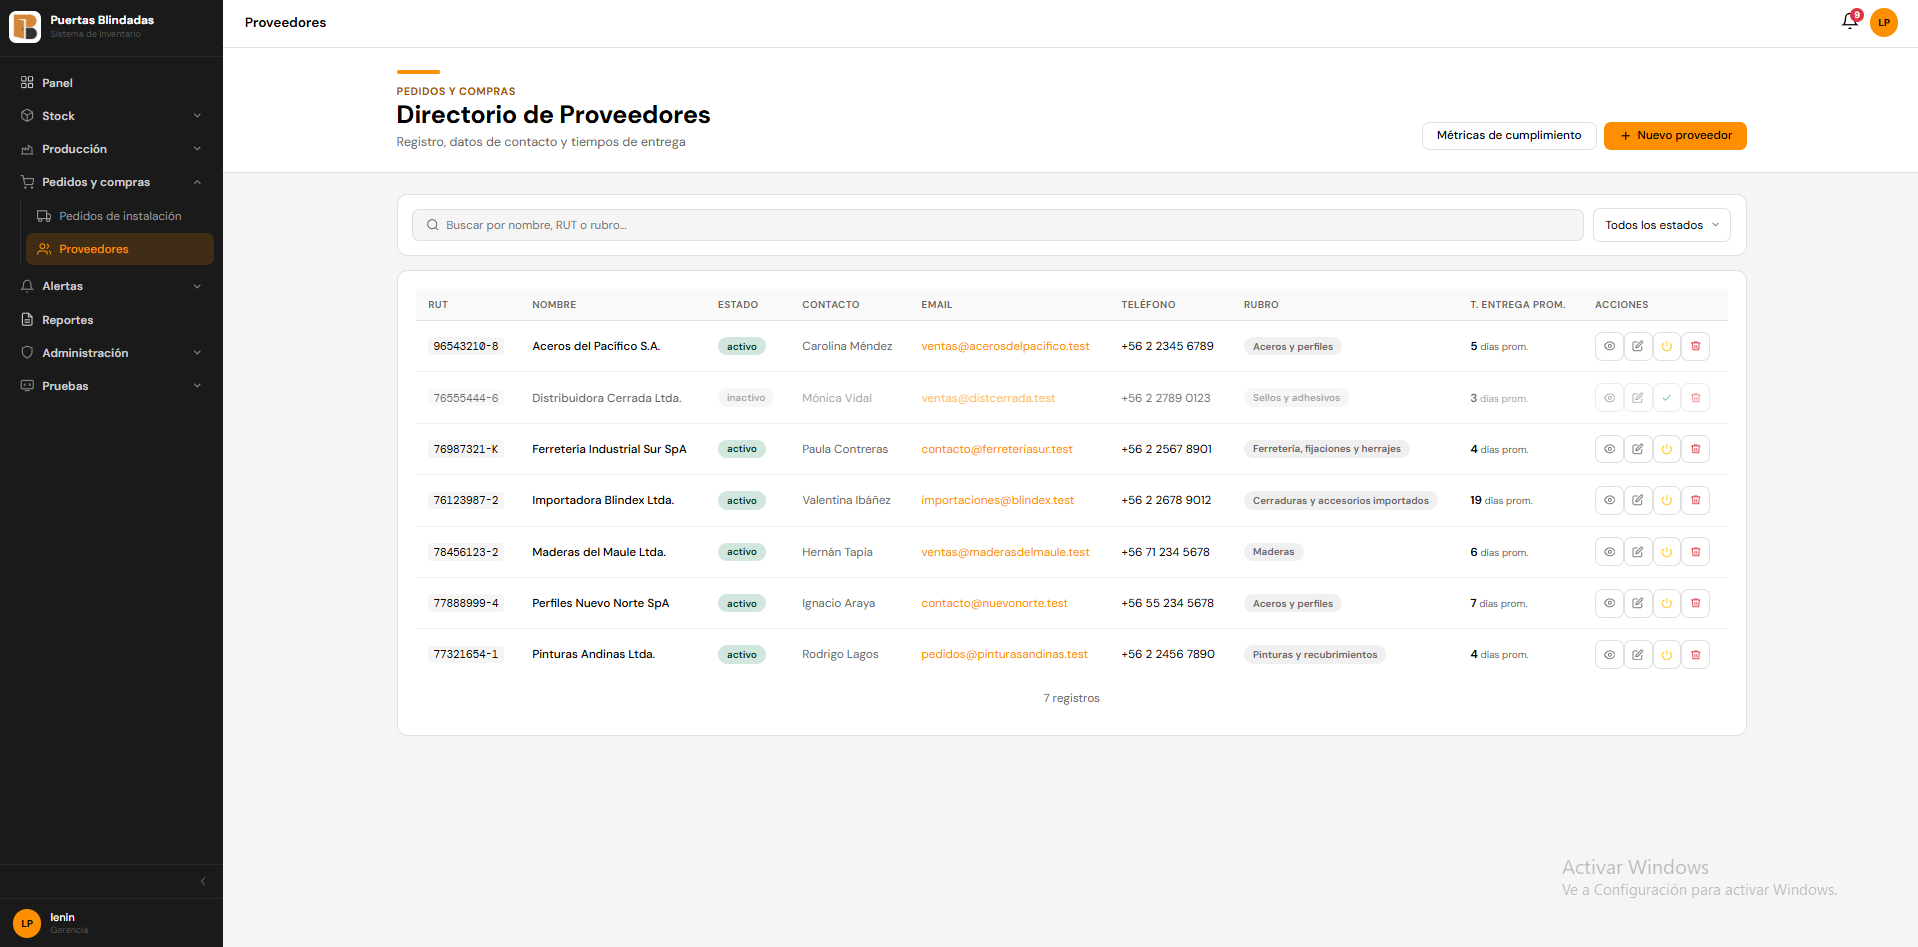 Puertas Blindadas
Sistema de Inventario
Panel
Stock
Producción
Pedidos y compras
Pedidos de instalación
Proveedores
Alertas
Reportes
Administración
Pruebas
LP
lenin
Gerencia
Proveedores
9
LP
PEDIDOS Y COMPRAS
Directorio de Proveedores
Registro, datos de contacto y tiempos de entrega
Métricas de cumplimiento
+ Nuevo proveedor
Buscar por nombre, RUT o rubro...
Todos los estados
RUT NOMBRE ESTADO CONTACTO EMAIL TELÉFONO RUBRO T. ENTREGA PROM. ACCIONES
96543210-8 Aceros del Pacífico S.A. activo Carolina Méndez ventas@acerosdelpacifico.test +56 2 2345 6789 Aceros y perfiles 5 días prom.
76555444-6 Distribuidora Cerrada Ltda. inactivo Mónica Vidal ventas@distcerrada.test +56 2 2789 0123 Sellos y adhesivos 3 días prom.
76987321-K Ferretería Industrial Sur SpA activo Paula Contreras contacto@ferreteriasur.test +56 2 2567 8901 Ferretería, fijaciones y herrajes 4 días prom.
76123987-2 Importadora Blindex Ltda. activo Valentina Ibáñez importaciones@blindex.test +56 2 2678 9012 Cerraduras y accesorios importados 19 días prom.
78456123-2 Maderas del Maule Ltda. activo Hernán Tapia ventas@maderasdelmaule.test +56 71 234 5678 Maderas 6 días prom.
77888999-4 Perfiles Nuevo Norte SpA activo Ignacio Araya contacto@nuevonorte.test +56 55 234 5678 Aceros y perfiles 7 días prom.
77321654-1 Pinturas Andinas Ltda. activo Rodrigo Lagos pedidos@pinturasandinas.test +56 2 2456 7890 Pinturas y recubrimientos 4 días prom.
7 registros
Activar Windows
Ve a Configuración para activar Windows.